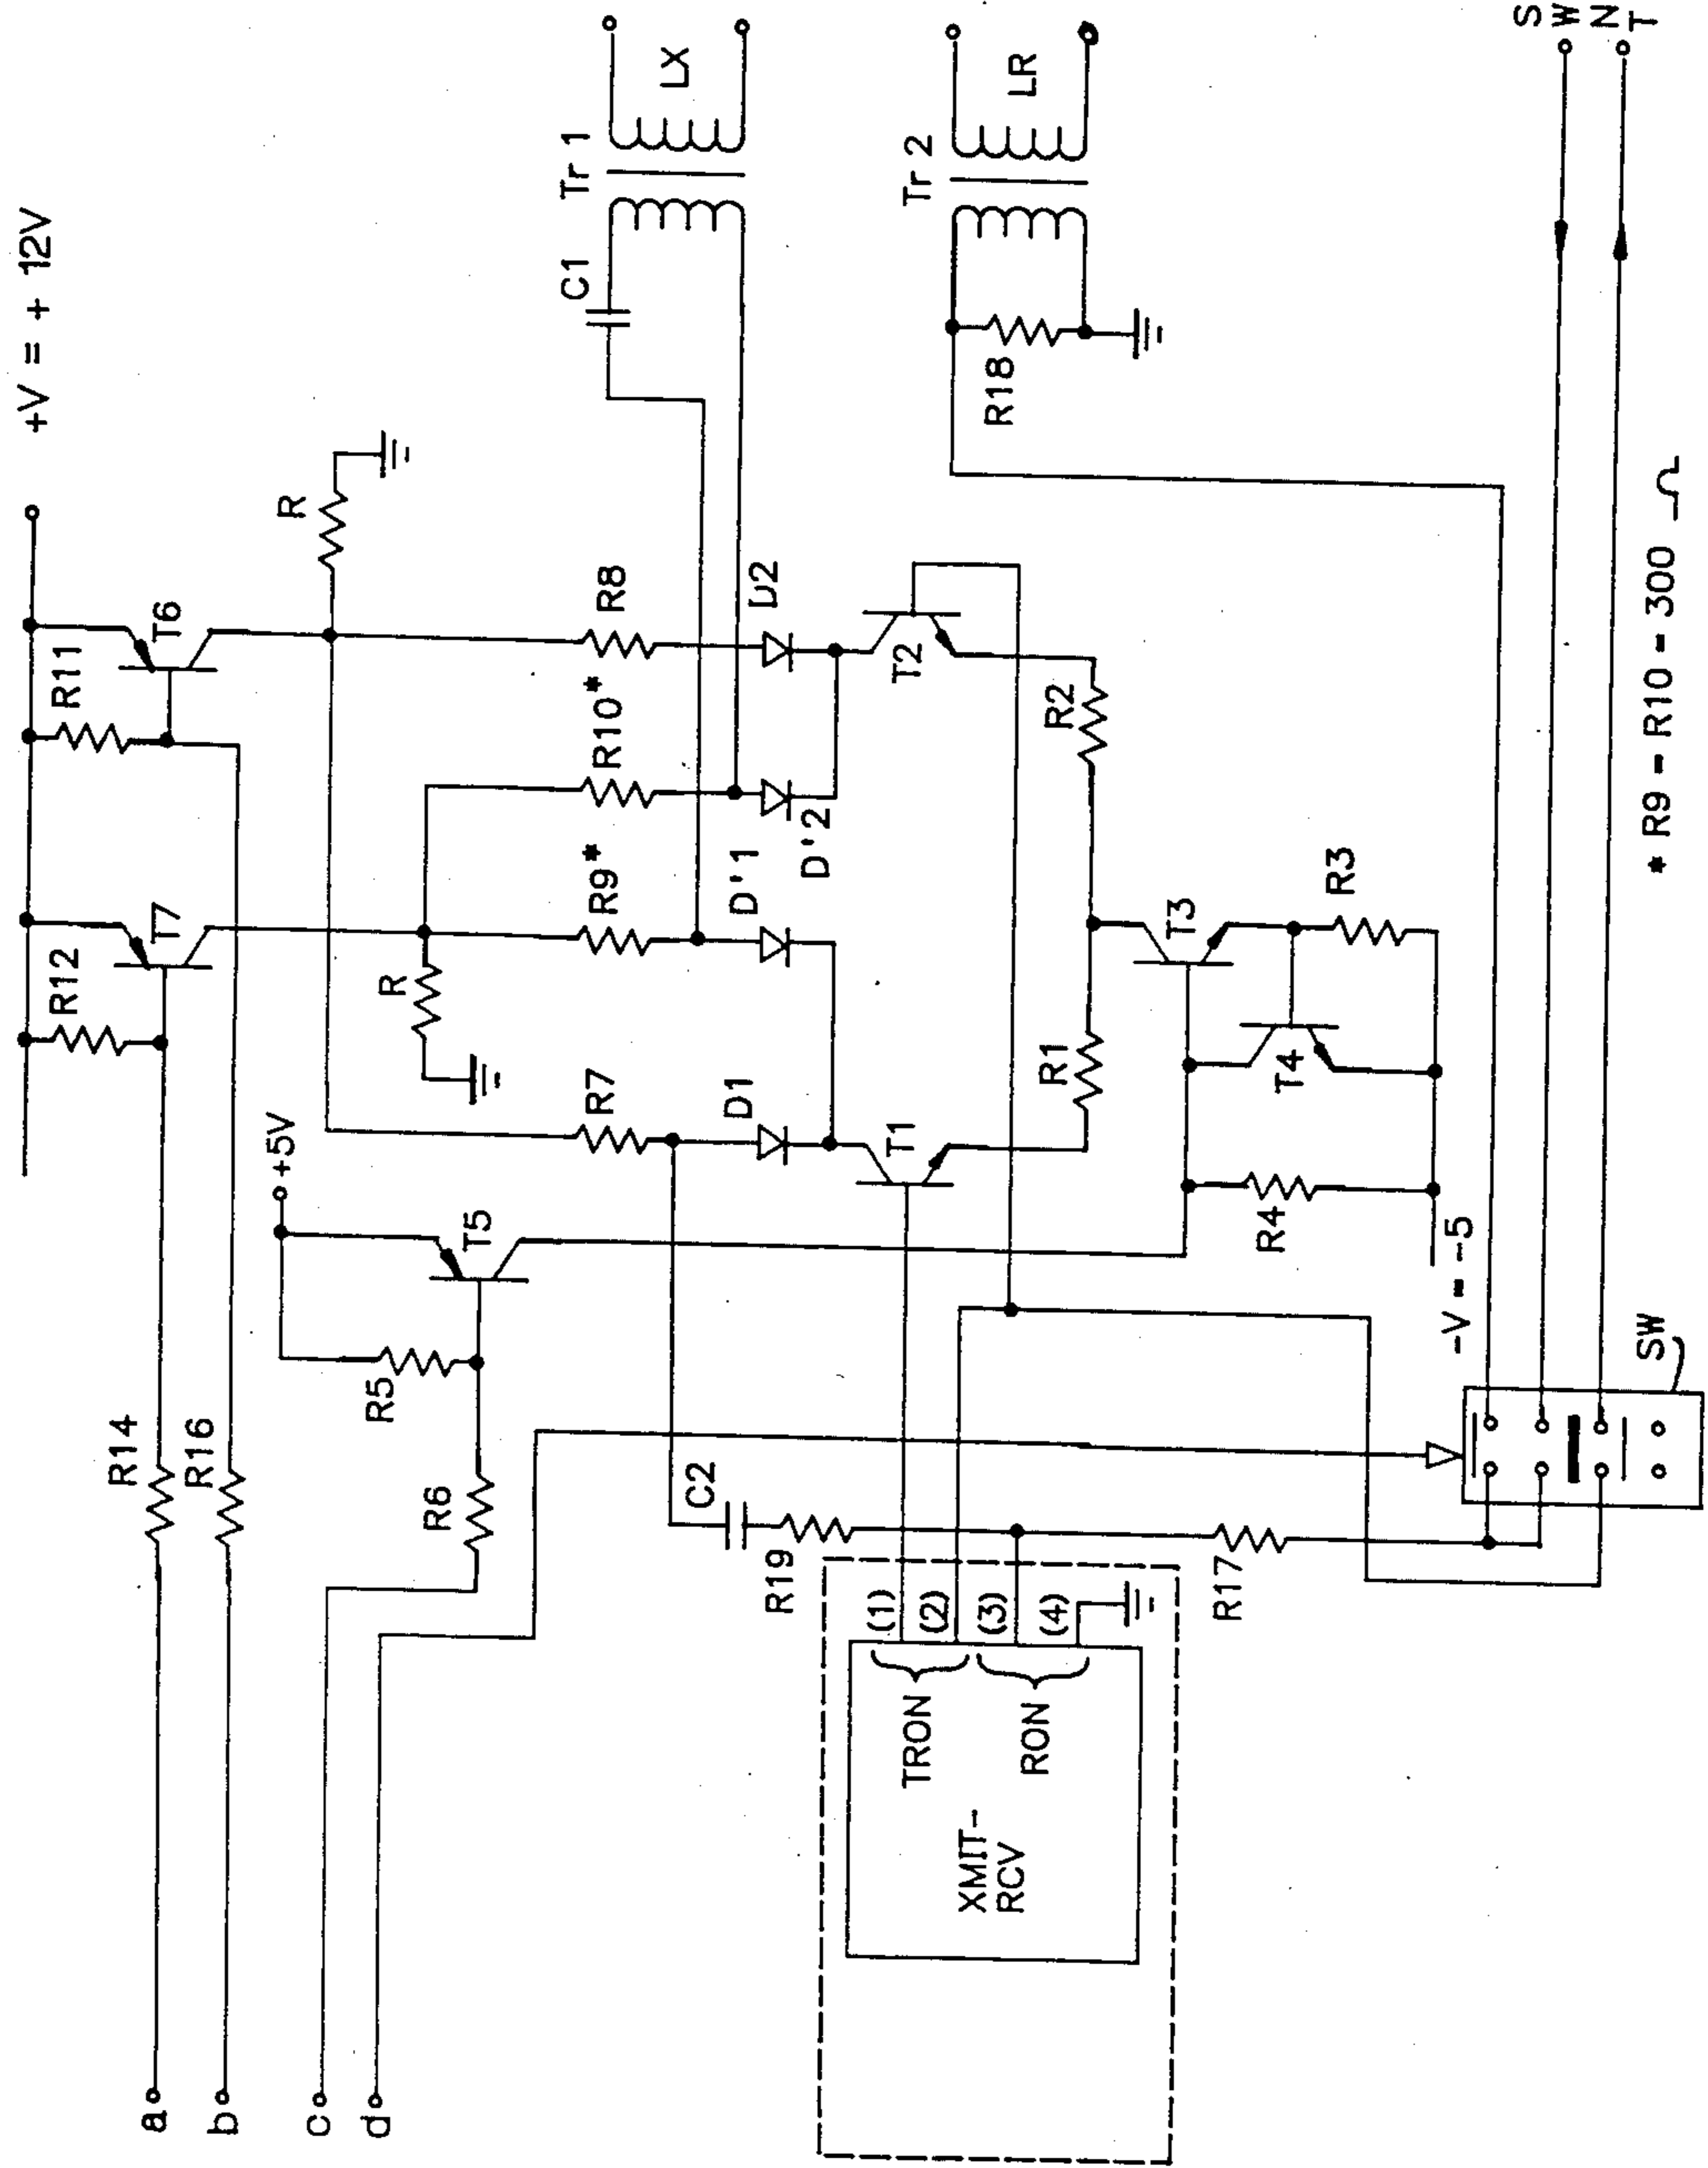 +V = + 12V
R11
T6
R12
T7
R
R
R14
R16
+5V
R5
T5
R6
R7
R9*
R10*
R8
C1
Tr 1
LX
D1
D'1
D'2
D2
T1
T2
Tr 2
LR
R18
C2
R19
R1
R2
T3
T4
R3
R4
-V = -5
R17
SW
a
b
c
d
TRON
RON
(1)
(2)
(3)
(4)
XMIT-
RCV
S
W
N
T
* R9 = R10 = 300 Ω